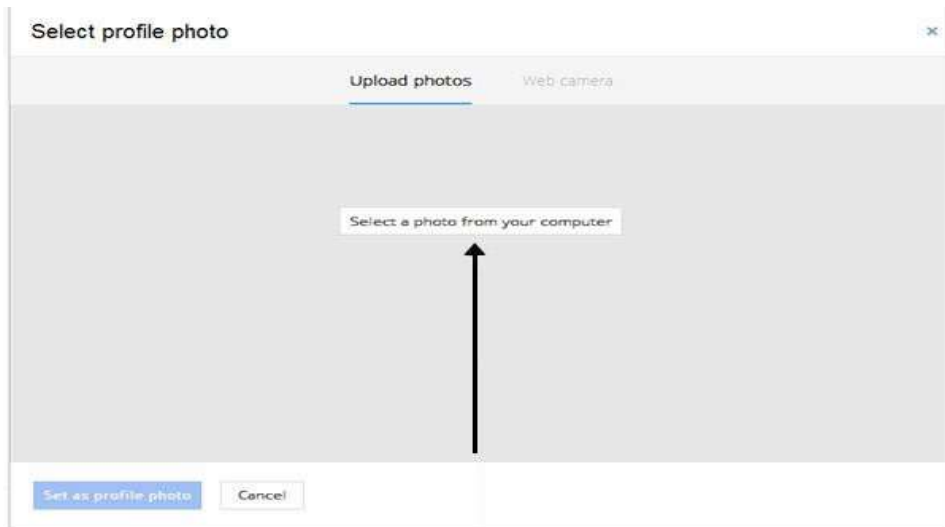 Select profile photo
×
Upload photos Web camera
Select a photo from your computer
Set as profile photo Cancel